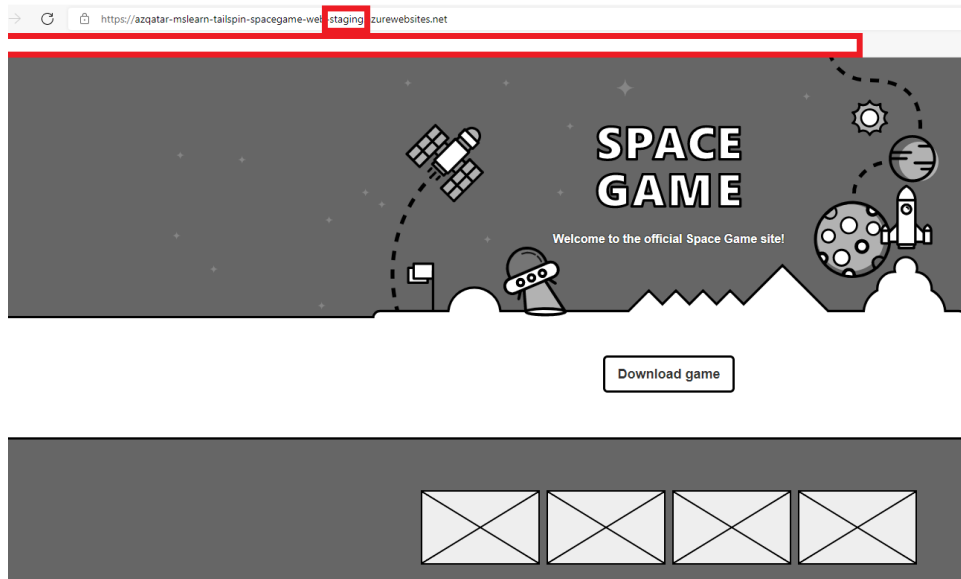 https://azqatar-mslearn-tailspin-spacegame-web-staging.azurewebsites.net
SPACE
GAME
Welcome to the official Space Game site!
Download game